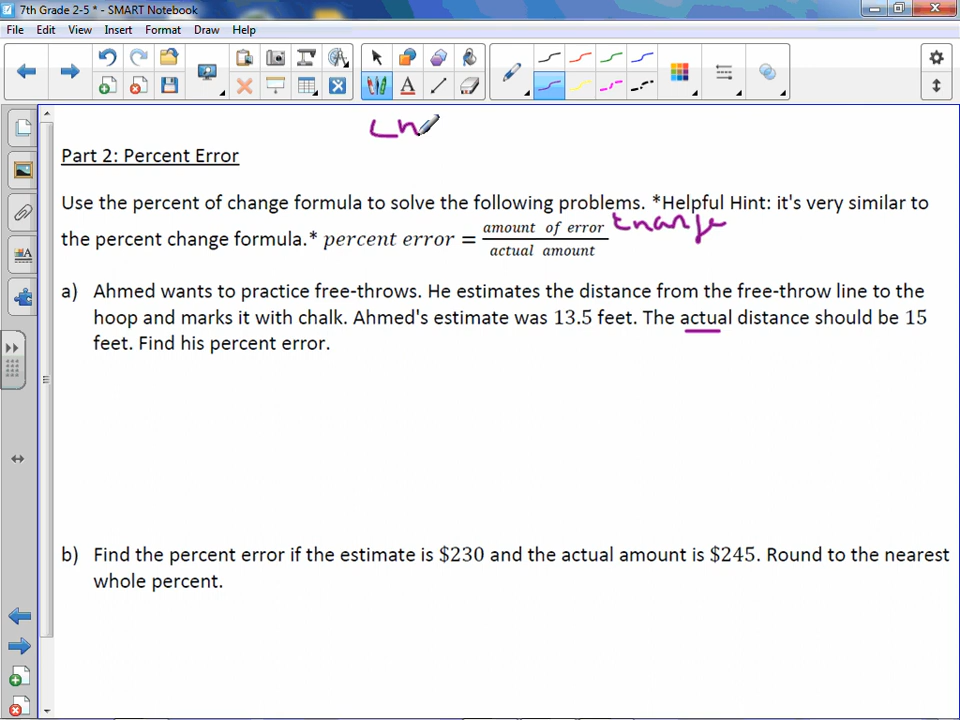 7th Grade 2-5 * - SMART Notebook
File Edit View Insert Format Draw Help
Part 2: Percent Error
Use the percent of change formula to solve the following problems. *Helpful Hint: it's very similar to
the percent change formula.* percent error = amount of error / actual amount change
a) Ahmed wants to practice free-throws. He estimates the distance from the free-throw line to the
hoop and marks it with chalk. Ahmed's estimate was 13.5 feet. The actual distance should be 15
feet. Find his percent error.
b) Find the percent error if the estimate is $230 and the actual amount is $245. Round to the nearest
whole percent.